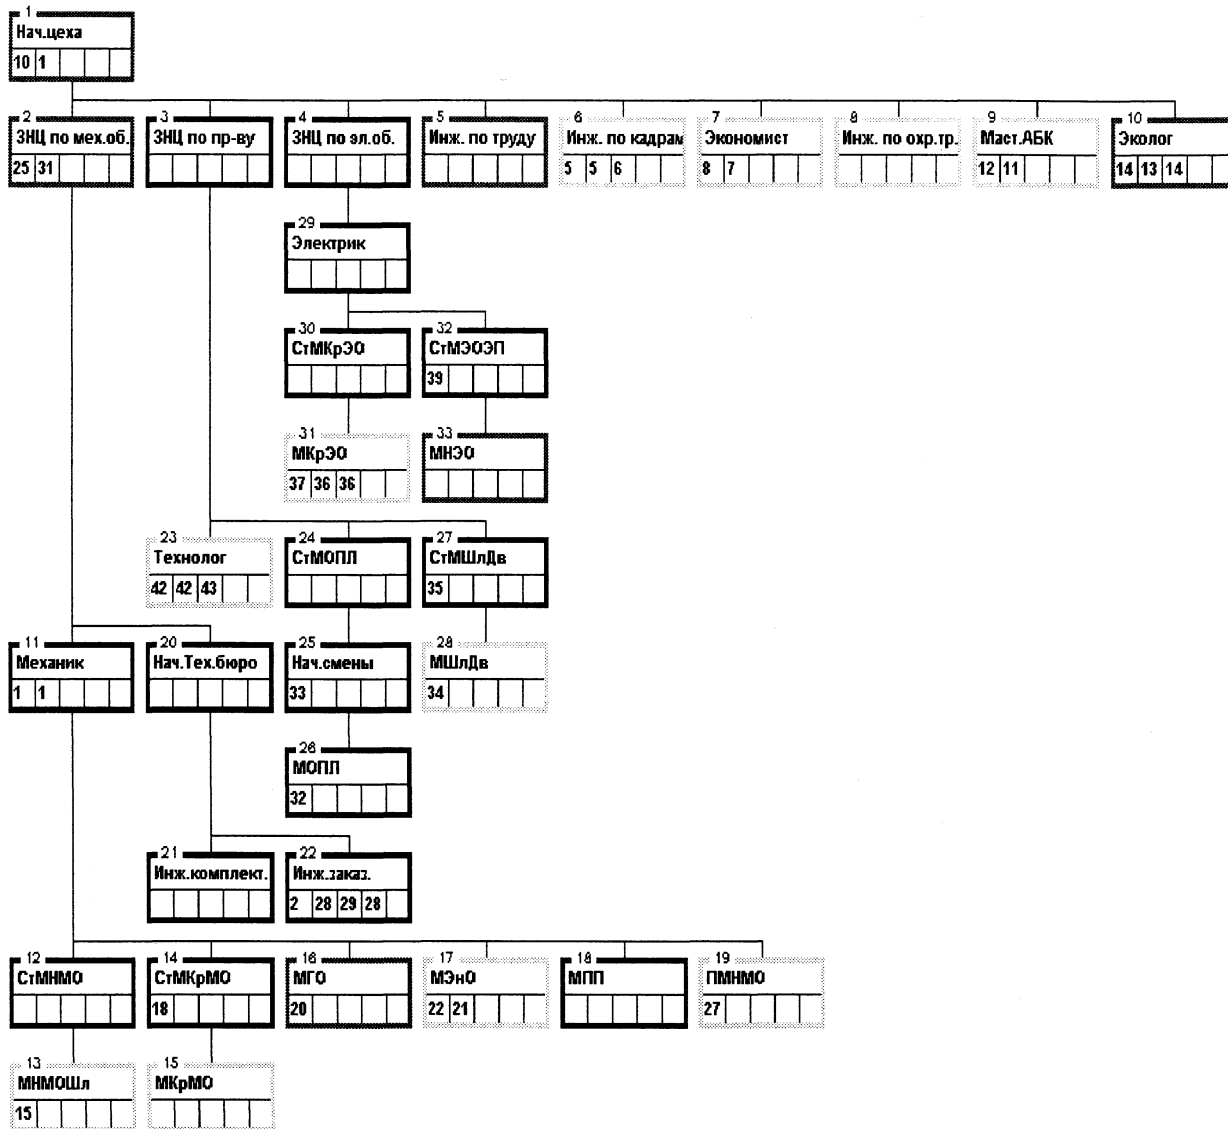 1
Нач.цеха
10 1
2 3 4 5 6 7 8 9 10
ЗНЦ по мех.об. ЗНЦ по пр-ву ЗНЦ по эл.об. Инж. по труду Инж. по кадрам Экономист Инж. по охр.тр. Маст.АБК Эколог
25 31 5 5 6 8 7 12 11 14 13 14
29
Электрик
30 32
СтМКрЭО СтМЭОЭП
39
31 33
МКрЭО МНЭО
37 36 36
23 24 27
Технолог СтМОПЛ СтМШлДв
42 42 43 35
11 20 25 28
Механик Нач.Тех.бюро Нач.смены МШлДв
1 1 33 34
26
МОПЛ
32
21 22
Инж.комплект. Инж.заказ.
2 28 29 28
12 14 16 17 18 19
СтМНМО СтМКрМО МГО МЭнО МПП ПМНМО
18 20 22 21 27
13 15
МНМОШл МКрМО
15